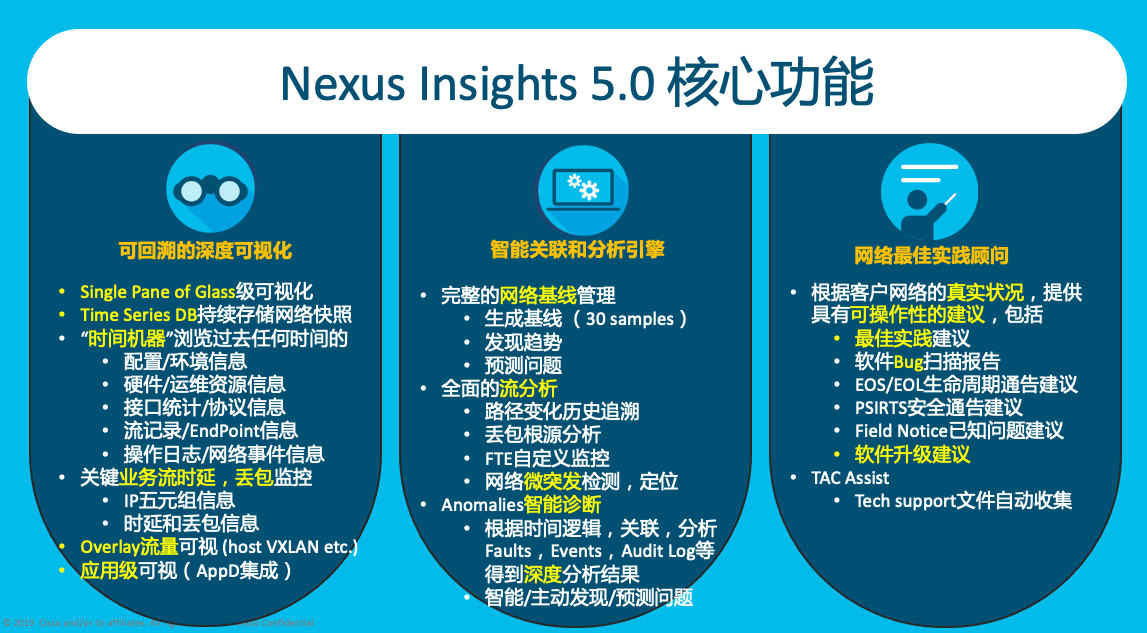 Nexus Insights 5.0 核心功能
可回溯的深度可视化
• Single Pane of Glass级可视化
• Time Series DB持续存储网络快照
• “时间机器”浏览过去任何时间的
• 配置/环境信息
• 硬件/运维资源信息
• 接口统计/协议信息
• 流记录/EndPoint信息
• 操作日志/网络事件信息
• 关键业务流时延，丢包监控
• IP五元组信息
• 时延和丢包信息
• Overlay流量可视 (host VXLAN etc.)
• 应用级可视（AppD集成）
智能关联和分析引擎
• 完整的网络基线管理
• 生成基线 （30 samples）
• 发现趋势
• 预测问题
• 全面的流分析
• 路径变化历史追溯
• 丢包根源分析
• FTE自定义监控
• 网络微突发检测，定位
• Anomalies智能诊断
• 根据时间逻辑，关联，分析
Faults，Events，Audit Log等
得到深度分析结果
• 智能/主动发现/预测问题
网络最佳实践顾问
• 根据客户网络的真实状况，提供
具有可操作性的建议，包括
• 最佳实践建议
• 软件Bug扫描报告
• EOS/EOL生命周期通告建议
• PSIRTS安全通告建议
• Field Notice已知问题建议
• 软件升级建议
• TAC Assist
• Tech support文件自动收集